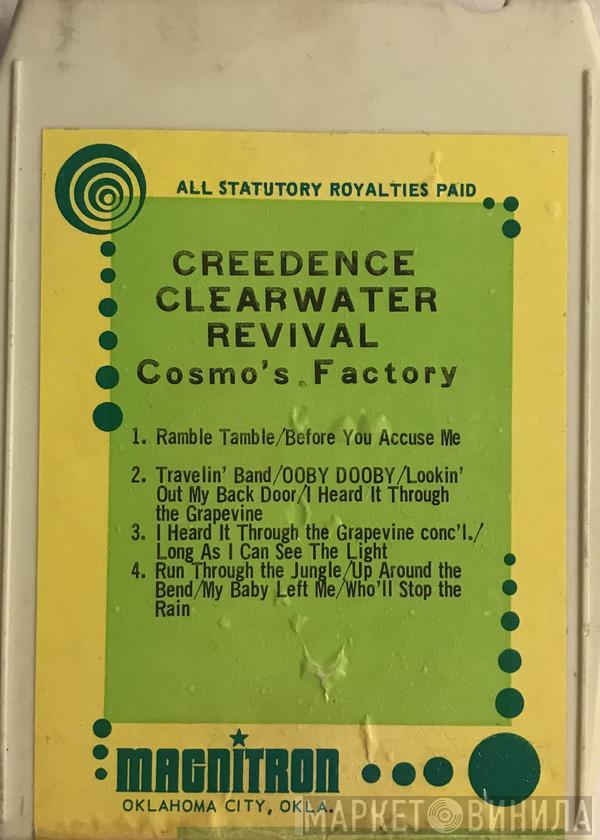 ALL STATUTORY ROYALTIES PAID
CREEDENCE
CLEARWATER
REVIVAL
Cosmo's Factory
1. Ramble Tamble/Before You Accuse Me
2. Travelin' Band/OOBY DOOBY/Lookin'
Out My Back Door/I Heard It Through
the Grapevine
3. I Heard It Through the Grapevine conc'l./
Long As I Can See The Light
4. Run Through the Jungle/Up Around the
Bend/My Baby Left Me/Who'll Stop the
Rain
MAGNITRON
OKLAHOMA CITY, OKLA.
МАРКЕТ ВИНИЛА